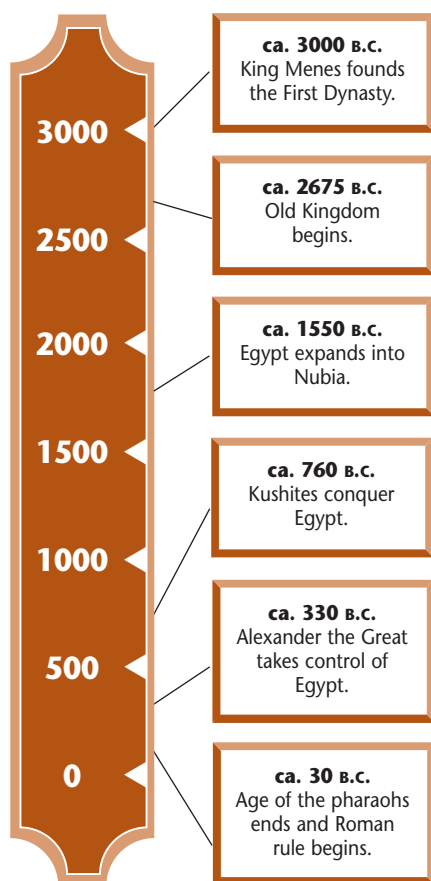 3000
2500
2000
1500
1000
500
0
ca. 3000 B.C.
King Menes founds
the First Dynasty.
ca. 2675 B.C.
Old Kingdom
begins.
ca. 1550 B.C.
Egypt expands into
Nubia.
ca. 760 B.C.
Kushites conquer
Egypt.
ca. 330 B.C.
Alexander the Great
takes control of
Egypt.
ca. 30 B.C.
Age of the pharaohs
ends and Roman
rule begins.